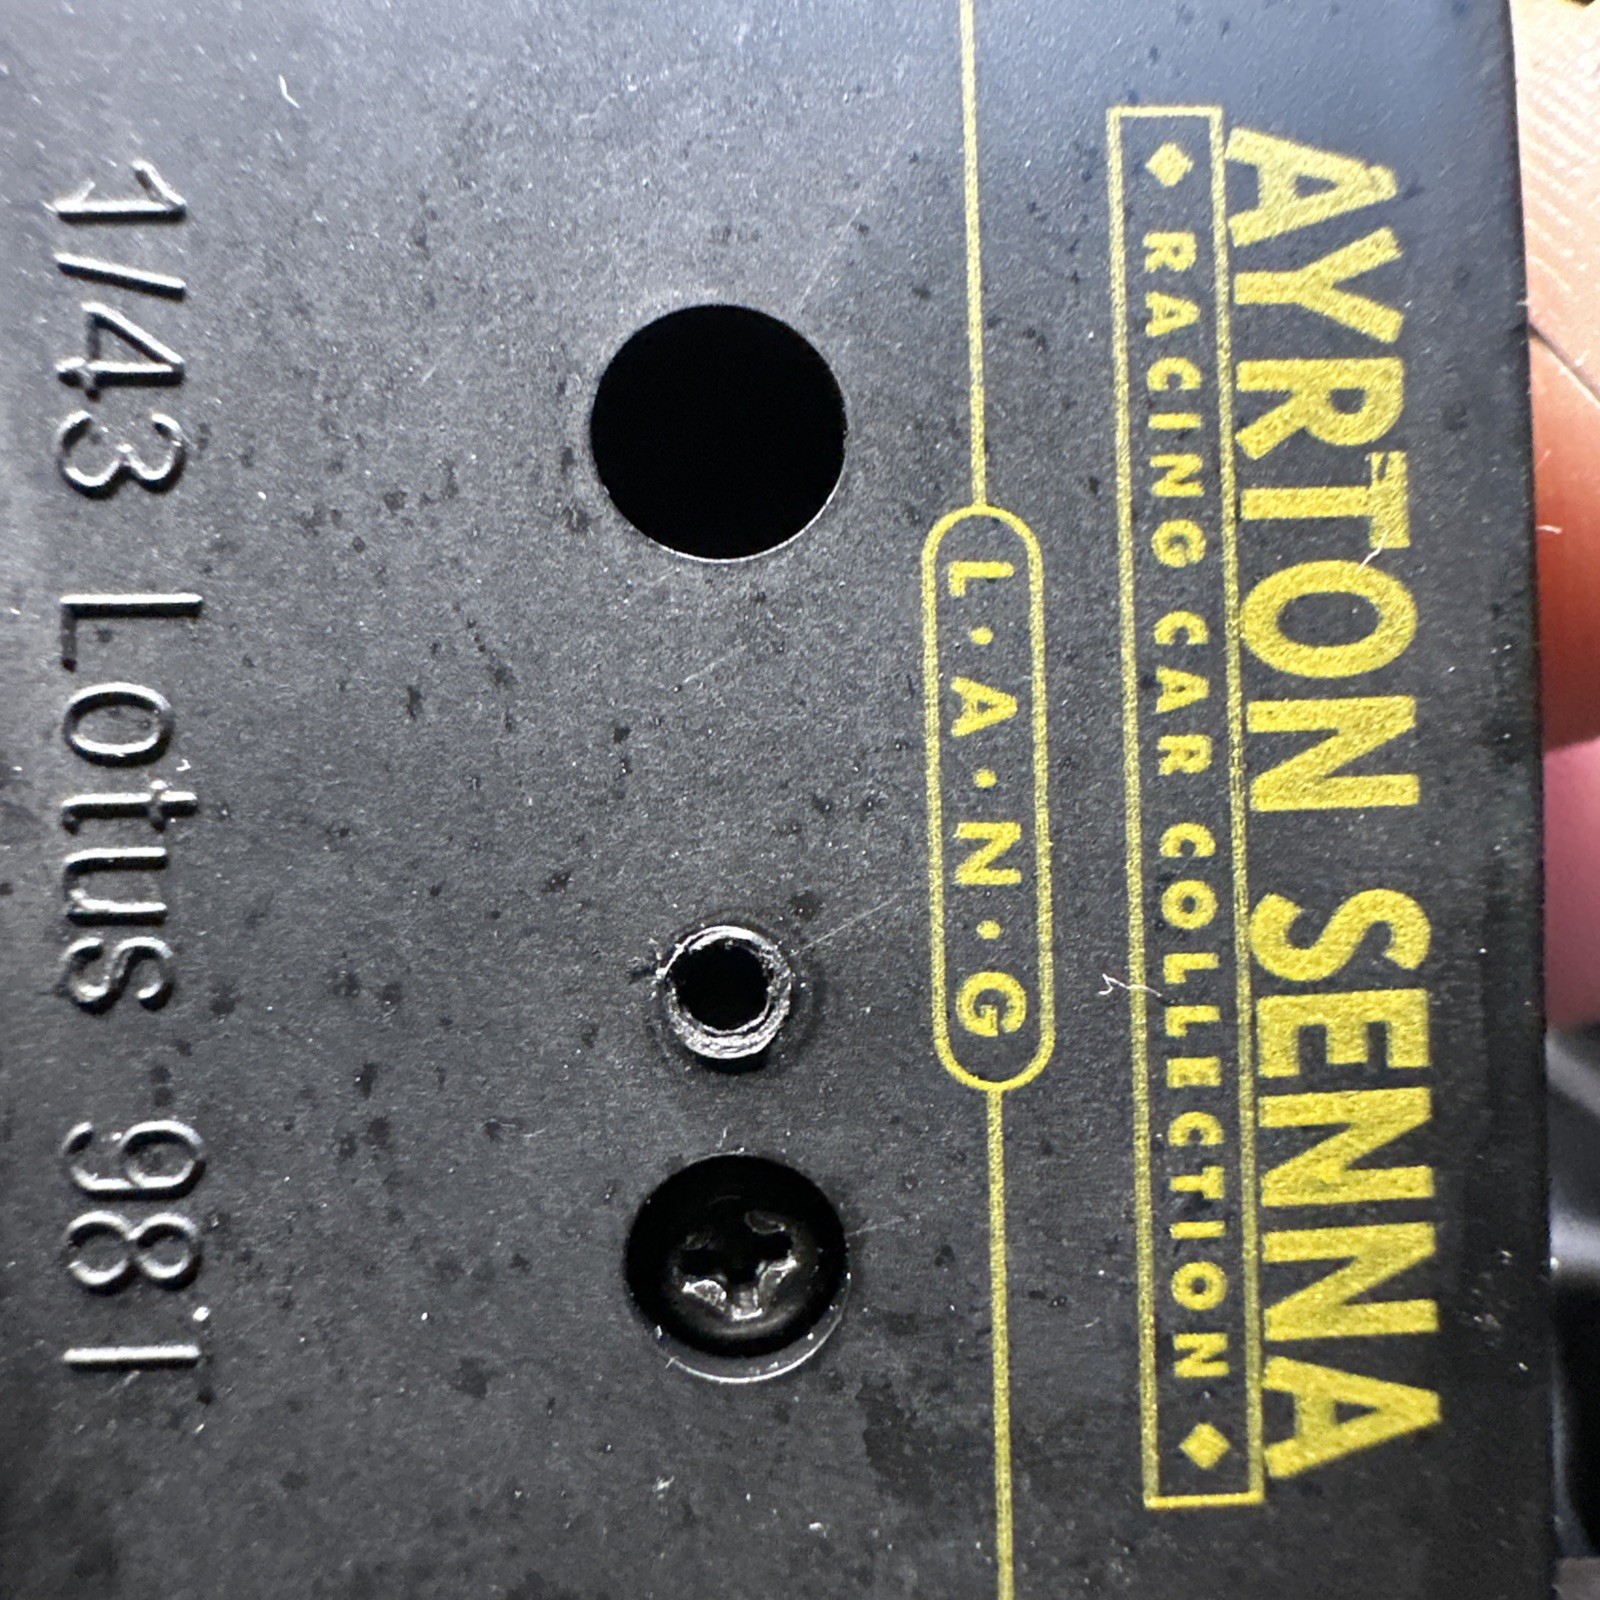 AYRTON SENNA
RACING CAR COLLECTION
L·A·N·G
1/43 Lotus 98T